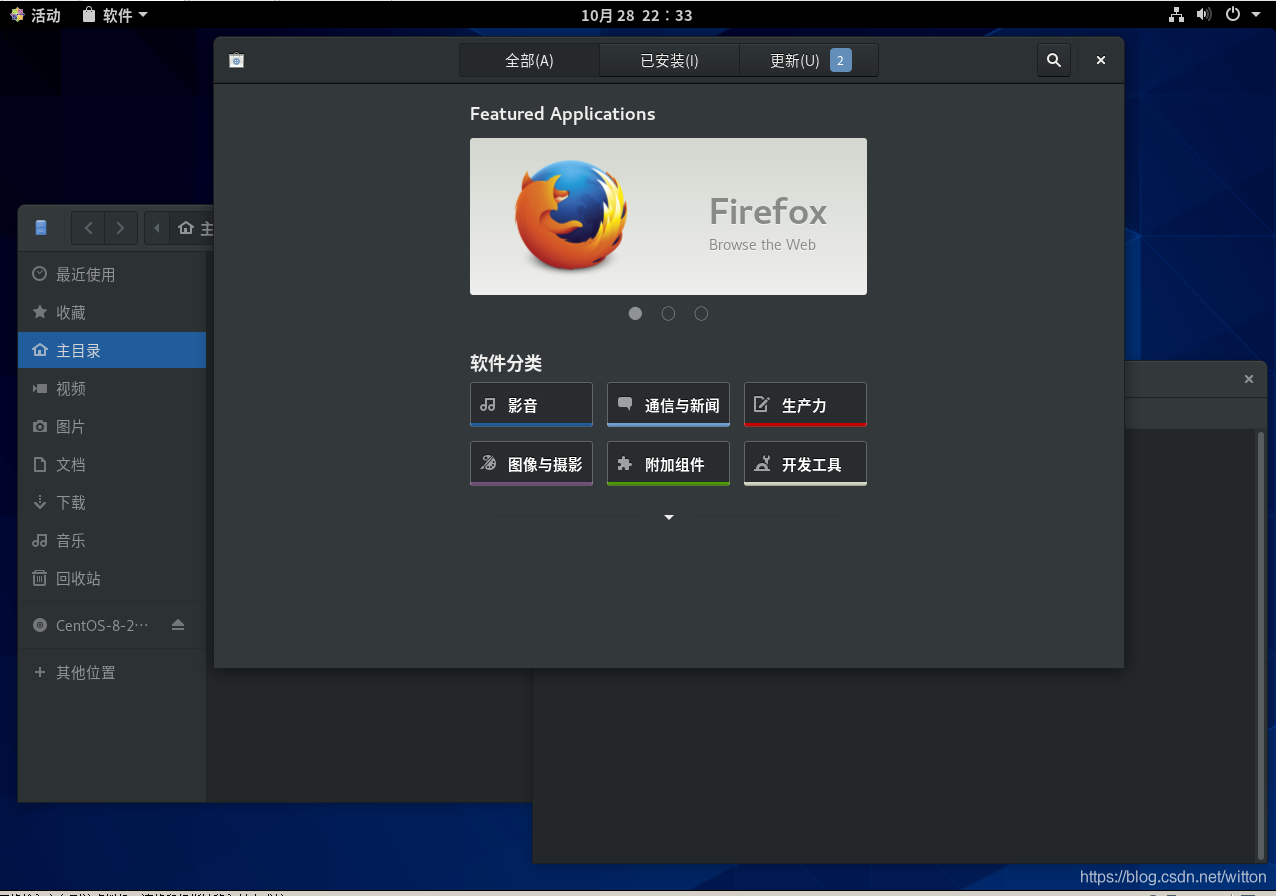 活动 软件 10月 28 22：33
全部(A) 已安装(I) 更新(U) 2
Featured Applications
Firefox
Browse the Web
主
最近使用
收藏
主目录
视频
图片
文档
下载
音乐
回收站
CentOS-8-2⋯
其他位置
软件分类
影音 通信与新闻 生产力
图像与摄影 附加组件 开发工具
https://blog.csdn.net/witton